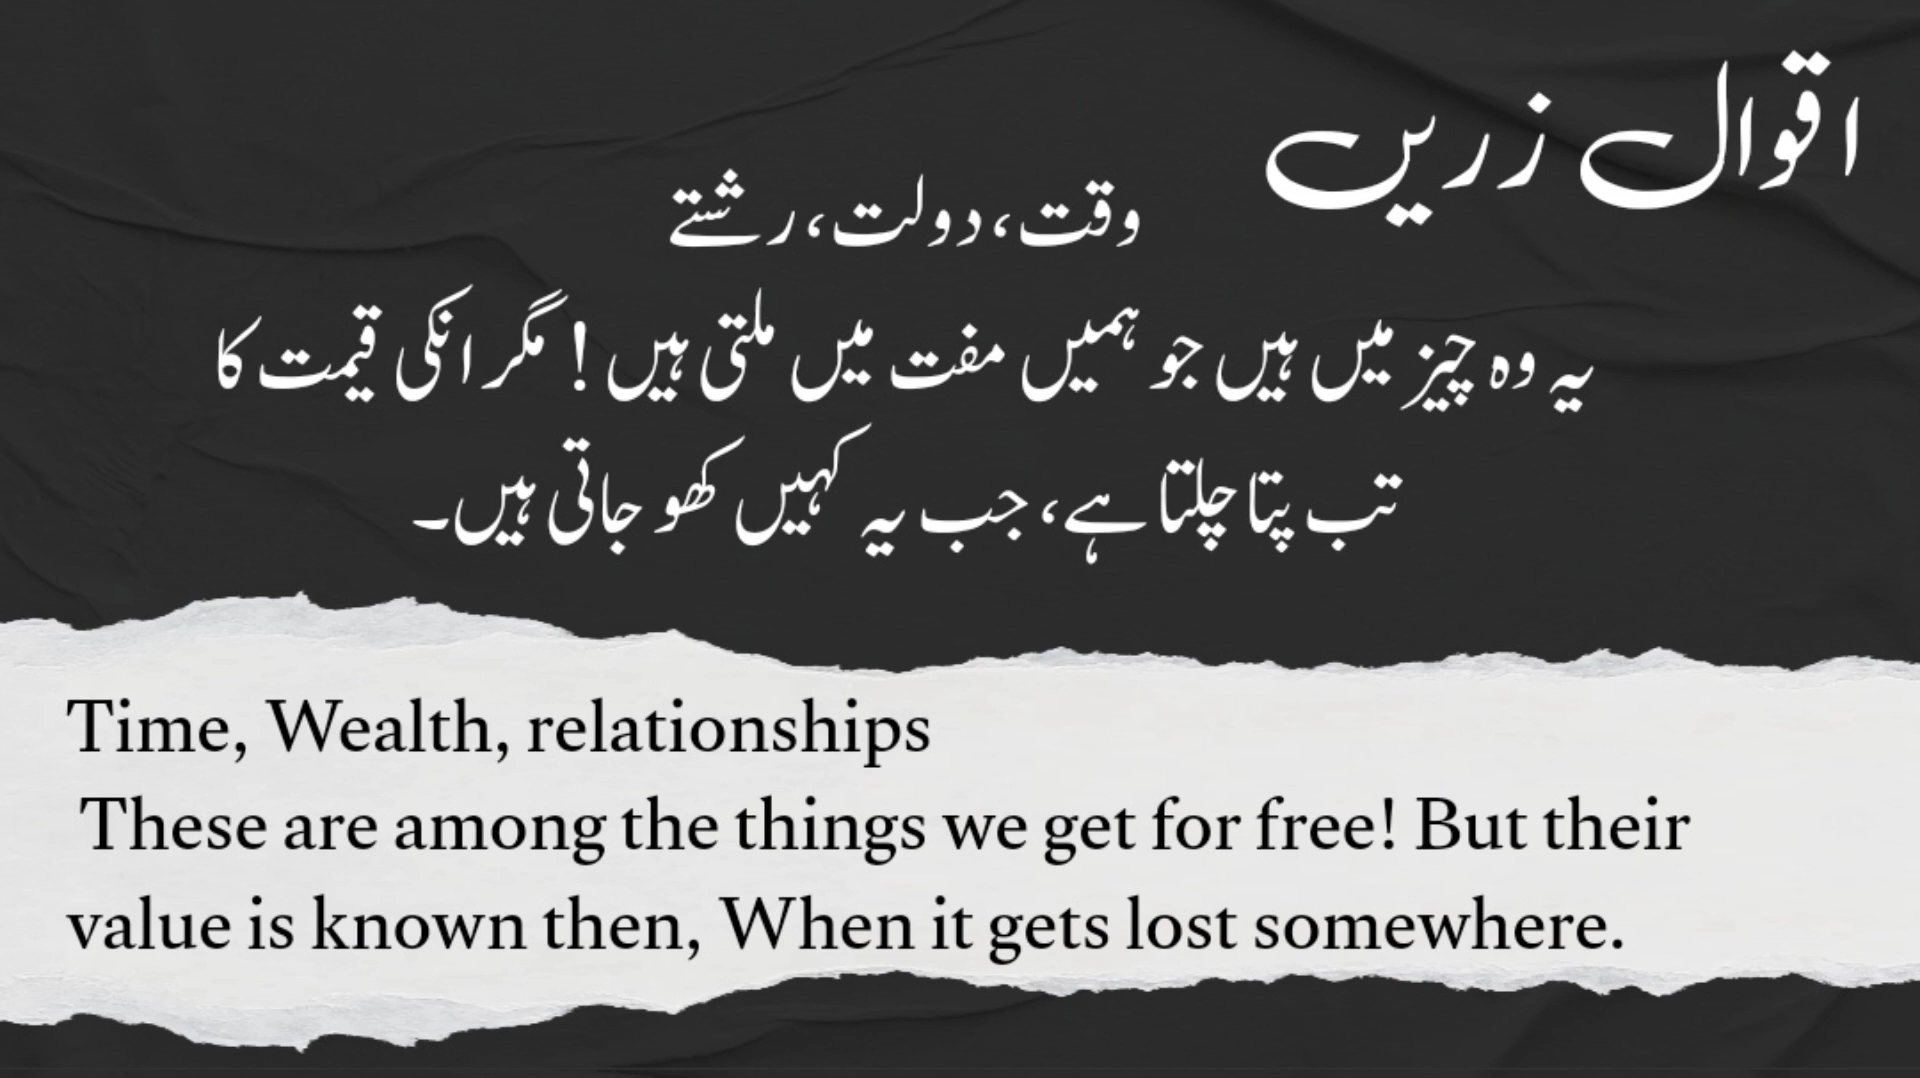 اقوال زریں
وقت، دولت، رشتے
یہ وہ چیز میں ہیں جو ہمیں مفت میں ملتی ہیں! مگر انکی قیمت کا
تب پتا چلتا ہے، جب یہ کہیں کھو جاتی ہیں۔
Time, Wealth, relationships
These are among the things we get for free! But their
value is known then, When it gets lost somewhere.